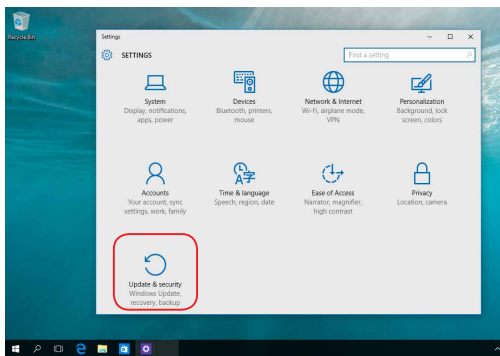 Recycle Bin
Settings
SETTINGS
Find a setting
System
Display, notifications,
apps, power
Devices
Bluetooth, printers,
mouse
Network & Internet
Wi-Fi, airplane mode,
VPN
Personalization
Background, lock
screen, colors
Accounts
Your account, sync
settings, work, family
Time & language
Speech, region, date
Ease of Access
Narrator, magnifier,
high contrast
Privacy
Location, camera
Update & security
Windows Update,
recovery, backup